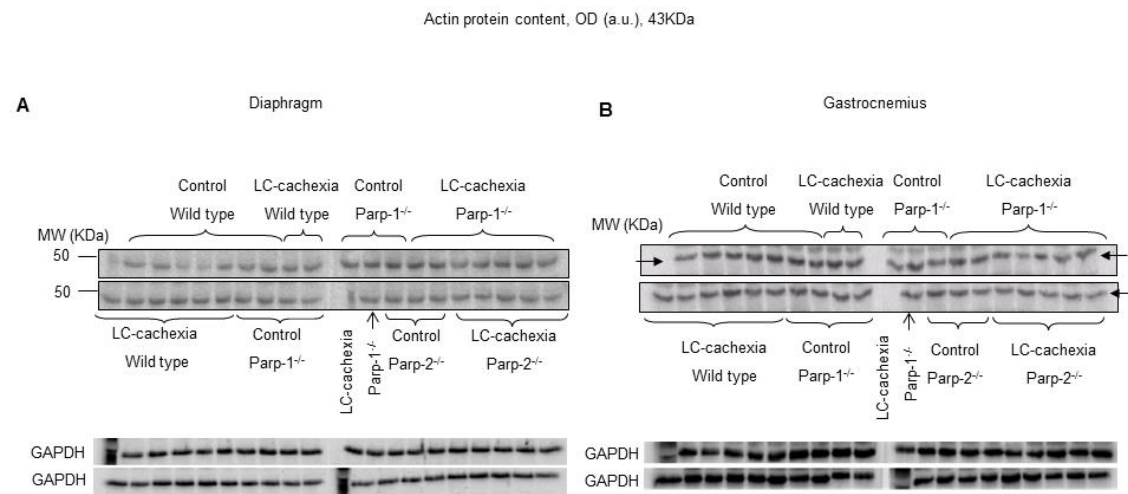 Actin protein content, OD (a.u.), 43KDa
A
Diaphragm
Control LC-cachexia Control LC-cachexia
Wild type Wild type Parp-1-/- Parp-1-/-
MW (KDa)
50
50
LC-cachexia Control LC-cachexia Parp-1-/- Control LC-cachexia
Wild type Parp-1-/- Parp-2-/- Parp-2-/-
GAPDH
GAPDH
B
Gastrocnemius
Control LC-cachexia Control LC-cachexia
Wild type Wild type Parp-1-/- Parp-1-/-
LC-cachexia Control LC-cachexia Parp-1-/- Control LC-cachexia
Wild type Parp-1-/- Parp-2-/- Parp-2-/-
GAPDH
GAPDH